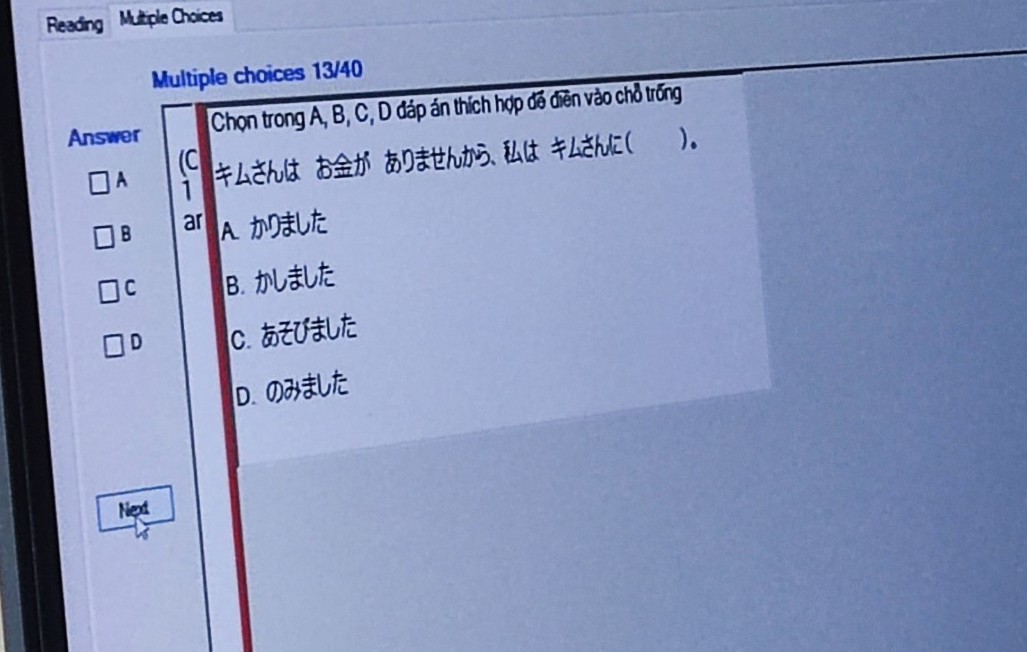 Reading
Multiple Choices
Multiple choices 13/40
Answer
A
B
C
D
Next
(C
1
ar
Chọn trong A, B, C, D đáp án thích hợp để điền vào chỗ trống
キムさんは お金が ありませんから、私は キムさんに( )。
A. かりました
B. かしました
C. あそびました
D. のみました